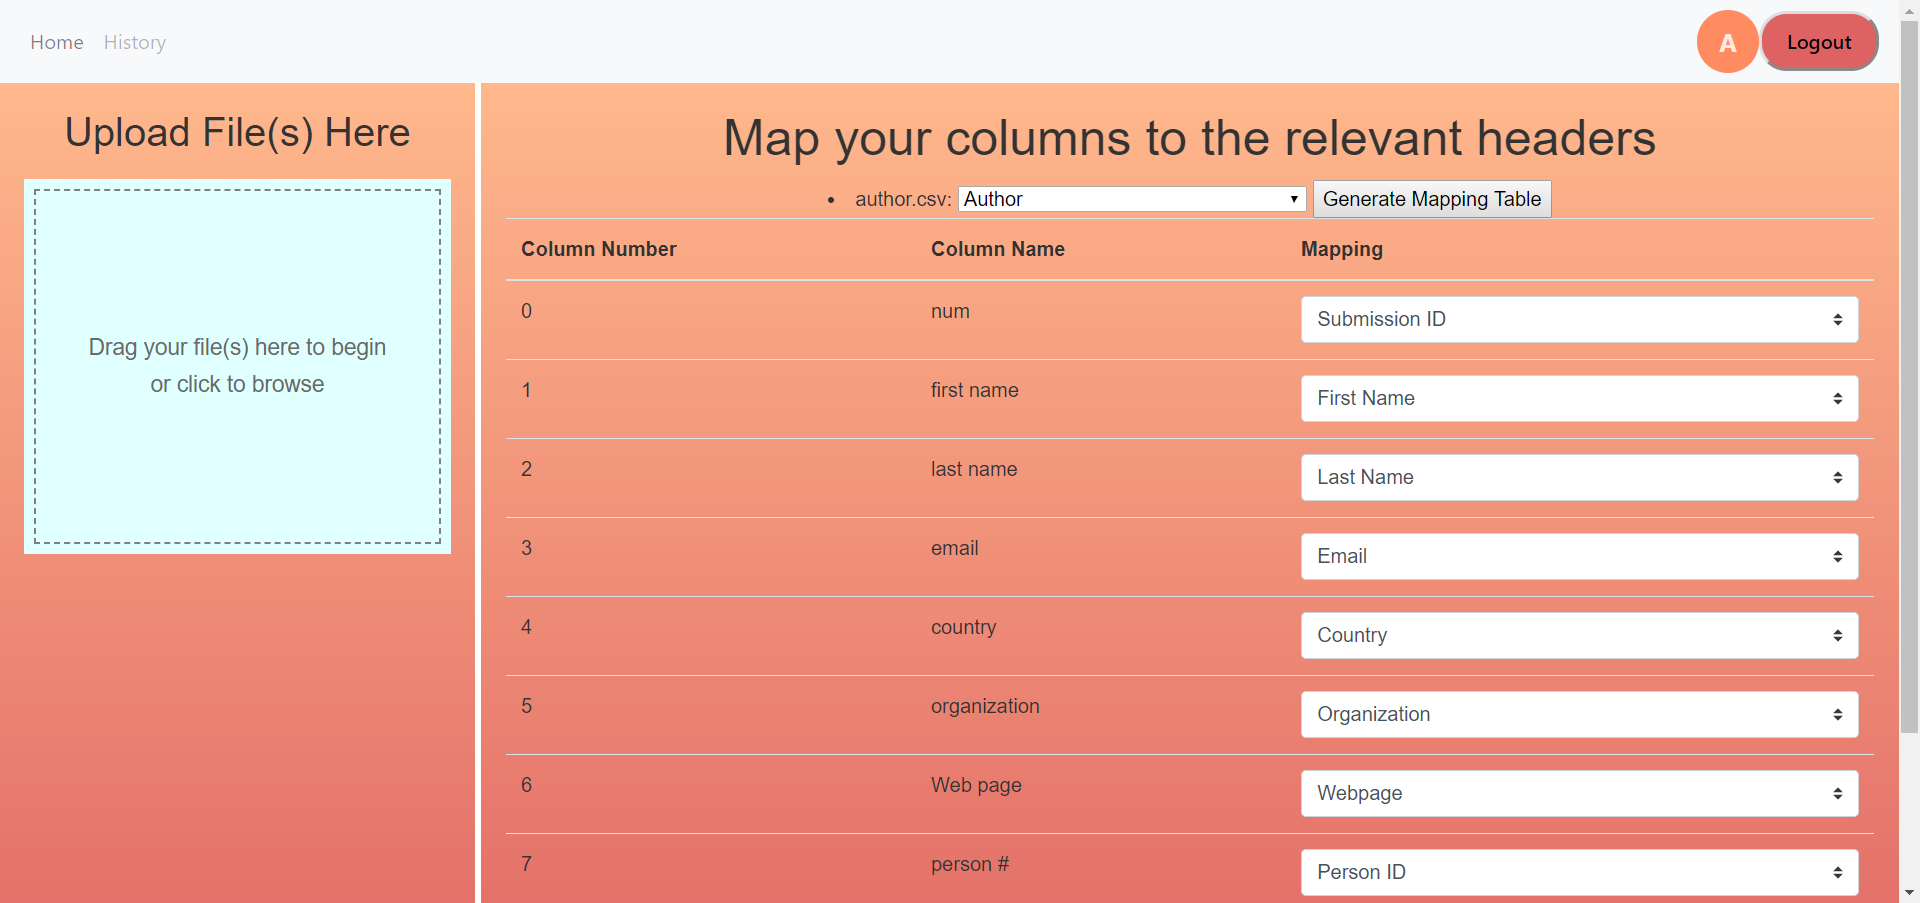 Home History A Logout
Upload File(s) Here
Drag your file(s) here to begin
or click to browse
Map your columns to the relevant headers
author.csv: Author Generate Mapping Table
Column Number Column Name Mapping
0 num Submission ID
1 first name First Name
2 last name Last Name
3 email Email
4 country Country
5 organization Organization
6 Web page Webpage
7 person # Person ID